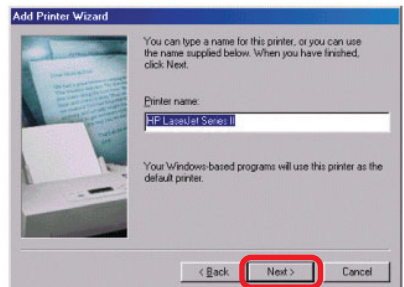 Add Printer Wizard
You can type a name for this printer, or you can use
the name supplied below. When you have finished,
click Next.
Printer name:
HP LaserJet Series II
Your Windows-based programs will use this printer as the
default printer.
< Back
Next >
Cancel